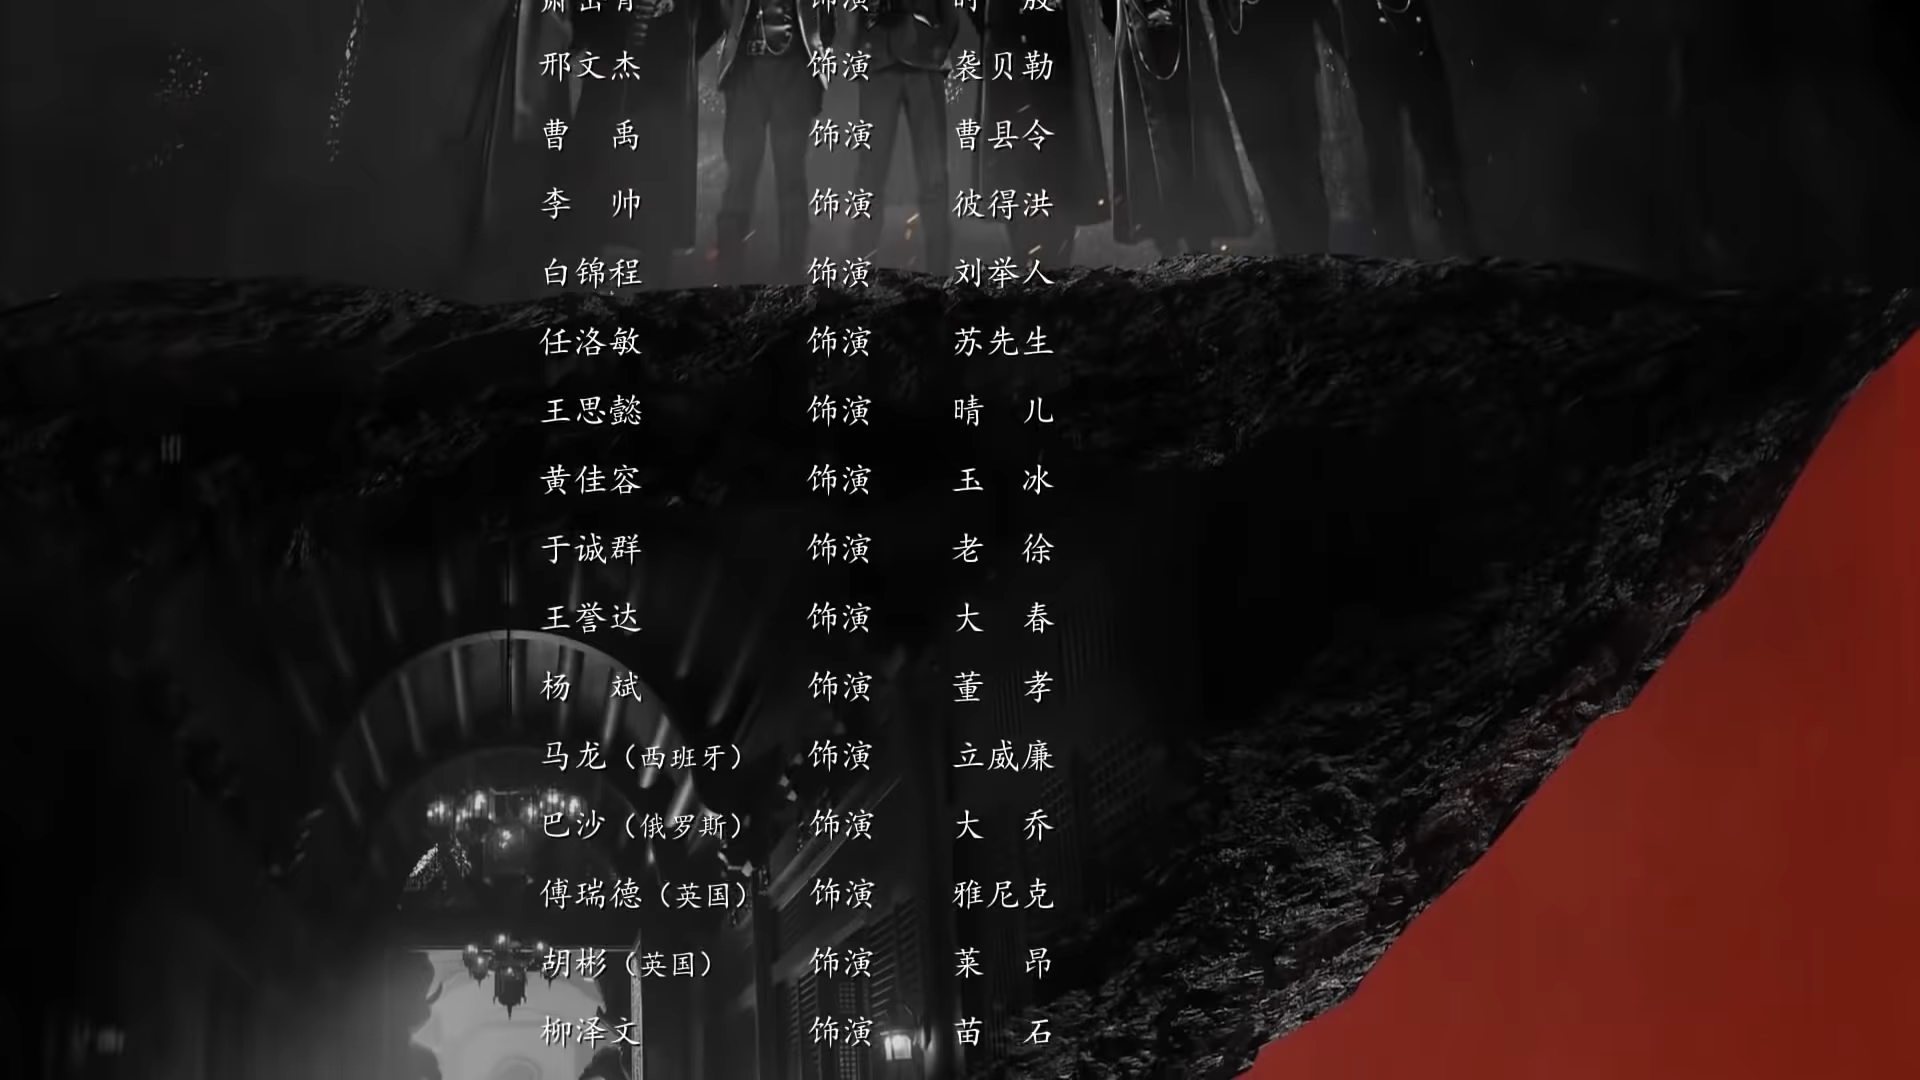 邢文杰 饰演 袭贝勒
曹 禹 饰演 曹县令
李 帅 饰演 彼得洪
白锦程 饰演 刘举人
任洛敏 饰演 苏先生
王思懿 饰演 晴 儿
黄佳容 饰演 玉 冰
于诚群 饰演 老 徐
王誉达 饰演 大 春
杨 斌 饰演 董 孝
马龙（西班牙） 饰演 立威廉
巴沙（俄罗斯） 饰演 大 乔
傅瑞德（英国） 饰演 雅尼克
胡彬（英国） 饰演 莱 昂
柳泽文 饰演 苗 石